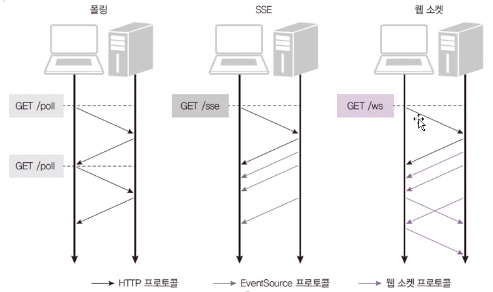 폴링
SSE
웹 소켓
GET /poll
GET /sse
GET /ws
GET /poll
HTTP 프로토콜
EventSource 프로토콜
웹 소켓 프로토콜